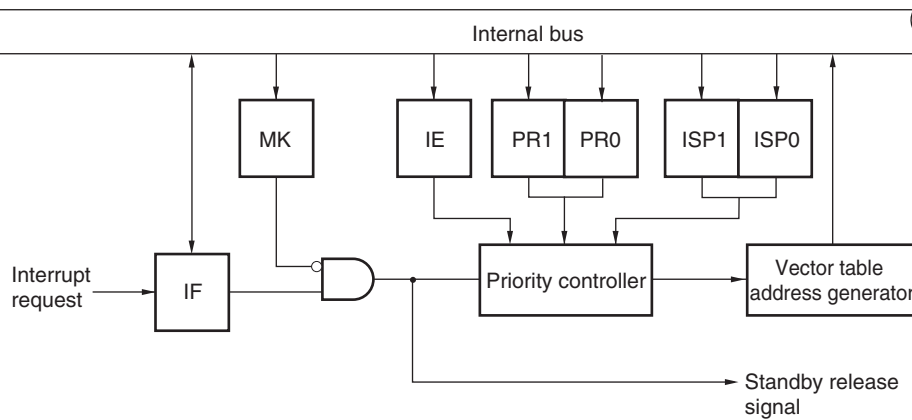 Internal bus
MK
IE
PR1 PR0
ISP1 ISP0
Interrupt
request
IF
Priority controller
Vector table
address generator
Standby release
signal